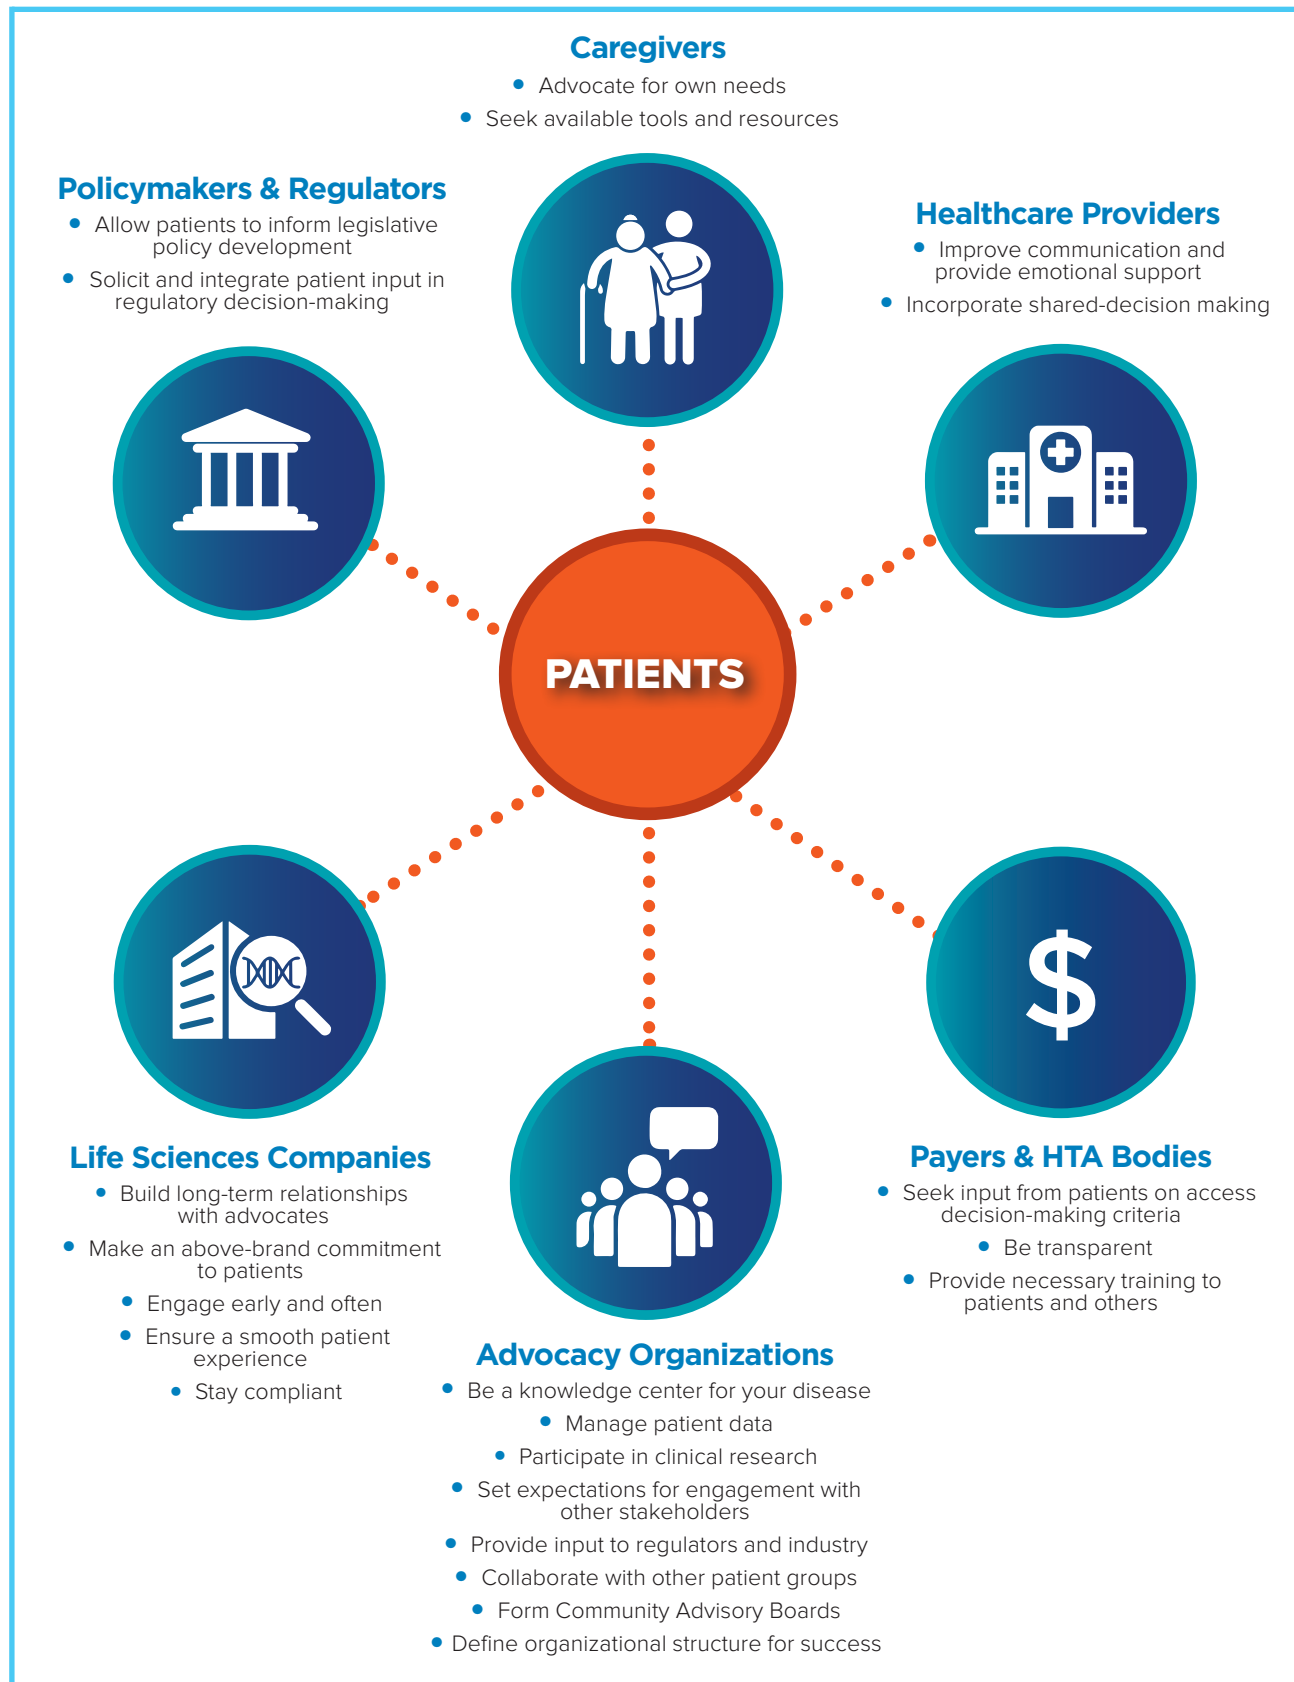 Caregivers
• Advocate for own needs
• Seek available tools and resources
Policymakers & Regulators
• Allow patients to inform legislative
policy development
• Solicit and integrate patient input in
regulatory decision-making
Healthcare Providers
• Improve communication and
provide emotional support
• Incorporate shared-decision making
PATIENTS
$
Life Sciences Companies
• Build long-term relationships
with advocates
• Make an above-brand commitment
to patients
• Engage early and often
• Ensure a smooth patient
experience
• Stay compliant
Payers & HTA Bodies
• Seek input from patients on access
decision-making criteria
• Be transparent
• Provide necessary training to
patients and others
Advocacy Organizations
• Be a knowledge center for your disease
• Manage patient data
• Participate in clinical research
• Set expectations for engagement with
other stakeholders
• Provide input to regulators and industry
• Collaborate with other patient groups
• Form Community Advisory Boards
• Define organizational structure for success